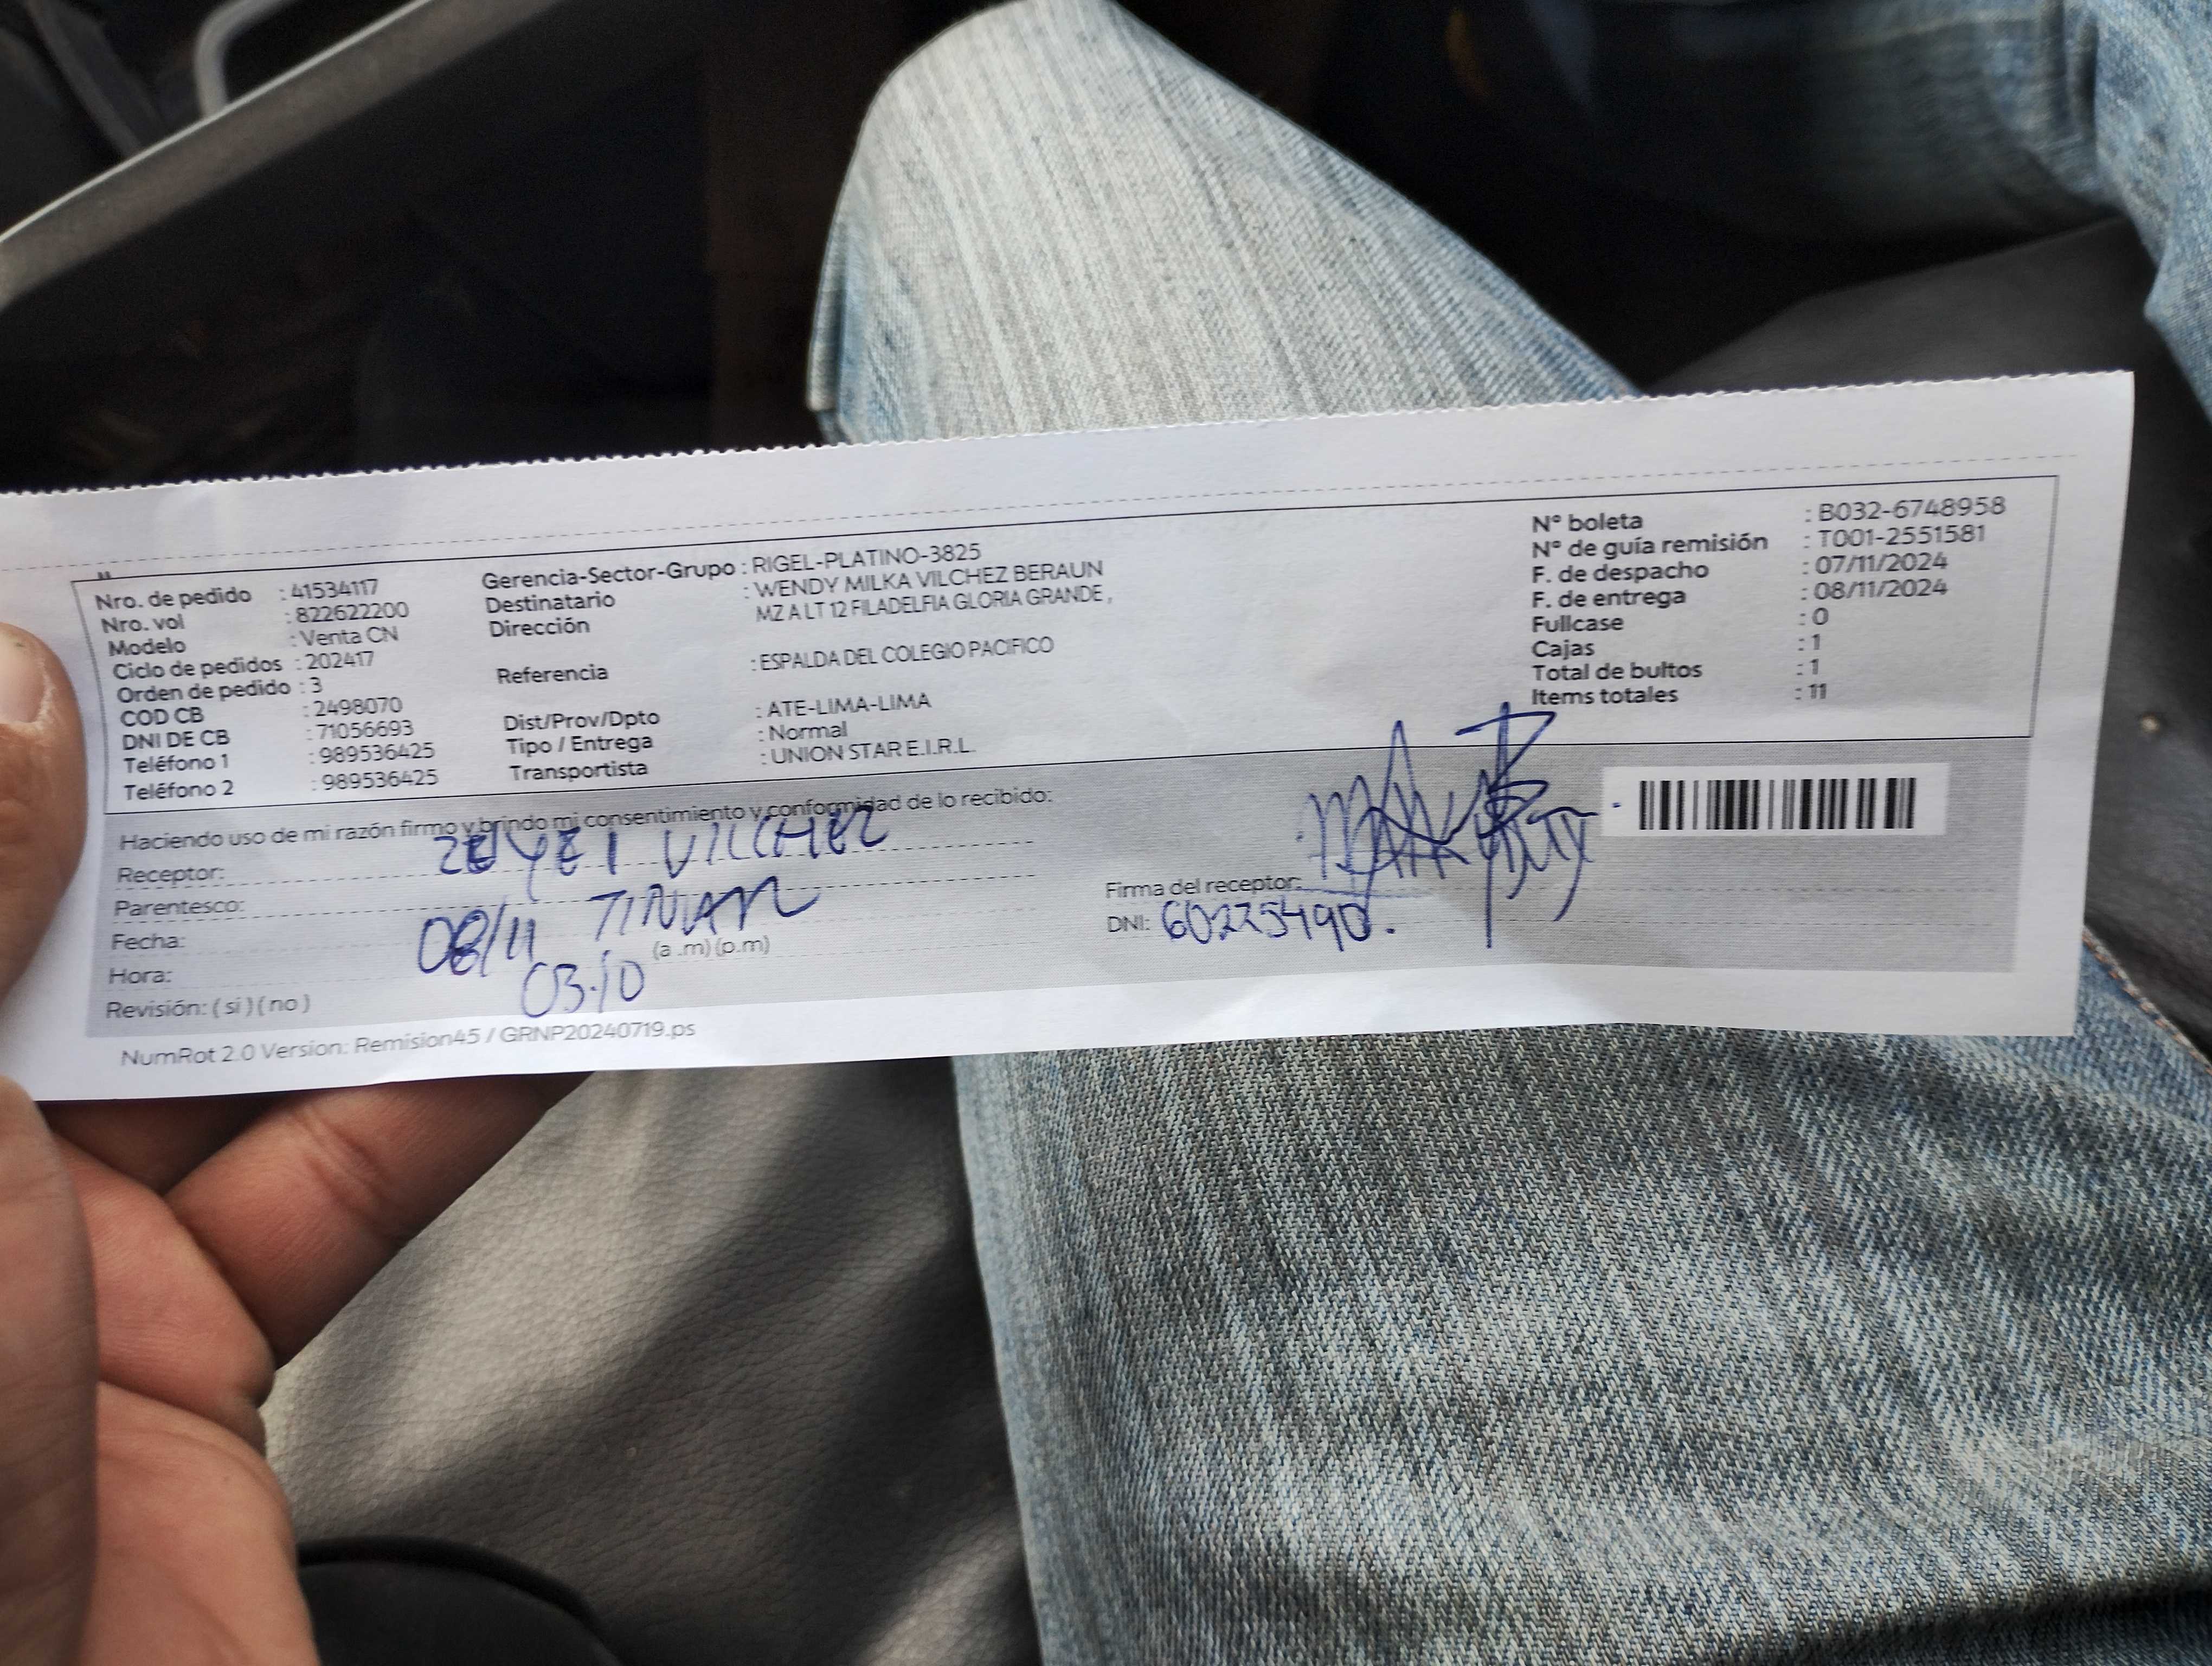 Nro. de pedido : 41534117
Nro. vol : 822622200
Modelo : Venta CN
Ciclo de pedidos : 202417
Orden de pedido : 3
COD CB : 2498070
DNI DE CB : 71056693
Teléfono 1 : 989536425
Teléfono 2 : 989536425
Gerencia-Sector-Grupo : RIGEL-PLATINO-3825
Destinatario : WENDY MILKA VILCHEZ BERAUN
Dirección MZ A LT 12 FILADELFIA GLORIA GRANDE ,
Referencia : ESPALDA DEL COLEGIO PACIFICO
Dist/Prov/Dpto : ATE-LIMA-LIMA
Tipo / Entrega : Normal
Transportista : UNION STAR E.I.R.L.
N° boleta : B032-6748958
N° de guía remisión : T001-2551581
F. de despacho : 07/11/2024
F. de entrega : 08/11/2024
Fullcase : 0
Cajas : 1
Total de bultos : 1
Items totales : 11
Haciendo uso de mi razón firmo y brindo mi consentimiento y conformidad de lo recibido:
Receptor: VILCHEZ
Parentesco:
Fecha: 08/11
Hora: 03:10 (a .m) (p.m)
Revisión: ( si ) ( no )
Firma del receptor:
DNI: 60225490.
NumRot 2.0 Version: Remision45 / GRNP20240719.ps